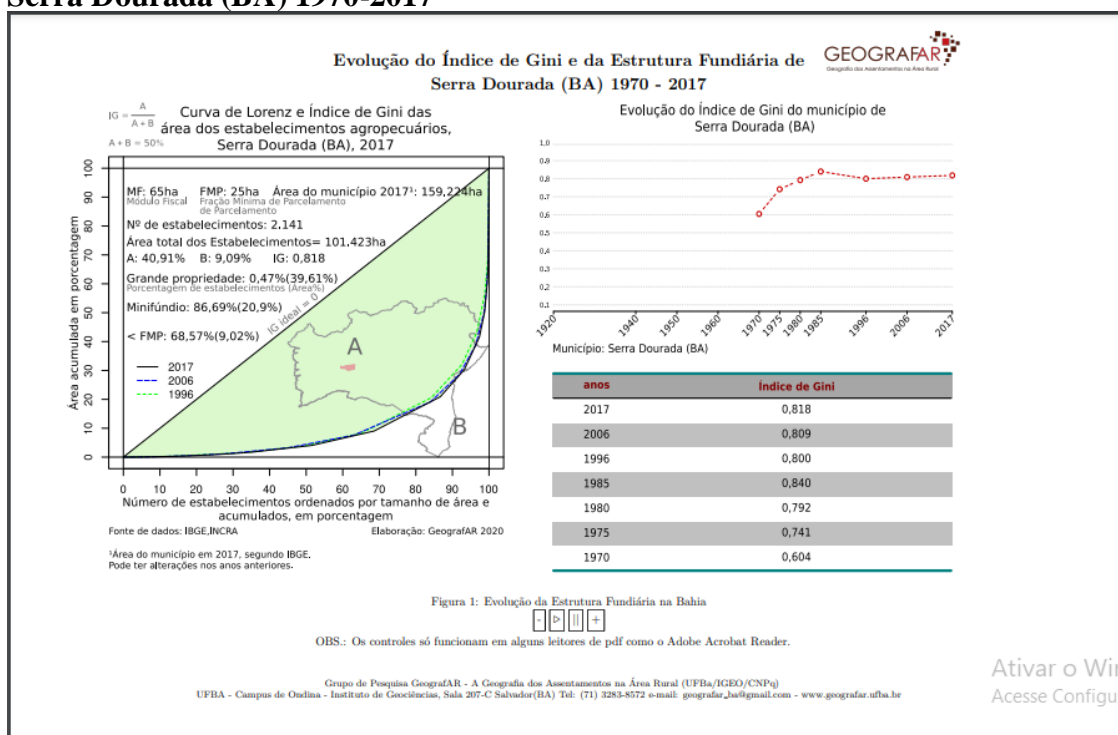 Serra Dourada (BA) 1970-2017
Evolução do Índice de Gini e da Estrutura Fundiária de
Serra Dourada (BA) 1970 - 2017
GEOGRAFAR
Geografia dos Assentamentos na Área Rural
IG = A
A + B
A + B = 50%
Curva de Lorenz e Índice de Gini das
área dos estabelecimentos agropecuários,
Serra Dourada (BA), 2017
MF: 65ha FMP: 25ha Área do município 2017¹: 159,224ha
Módulo Fiscal Fração Mínima de Parcelamento
de Parcelamento
Nº de estabelecimentos: 2.141
Área total dos Estabelecimentos= 101.423ha
A: 40,91% B: 9,09% IG: 0,818
Grande propriedade: 0,47%(39,61%)
Porcentagem de estabelecimentos (Área%)
Minifúndio: 86,69%(20,9%)
< FMP: 68,57%(9,02%)
IG ideal = 0
2017
2006
1996
A
B
Área acumulada em porcentagem
100
90
80
70
60
50
40
30
20
10
0
0 10 20 30 40 50 60 70 80 90 100
Número de estabelecimentos ordenados por tamanho de área e
acumulados, em porcentagem
Fonte de dados: IBGE,INCRA Elaboração: GeografAR 2020
¹Área do município em 2017, segundo IBGE.
Pode ter alterações nos anos anteriores.
Evolução do Índice de Gini do município de
Serra Dourada (BA)
1,0
0,9
0,8
0,7
0,6
0,5
0,4
0,3
0,2
0,1
1920 1940 1950 1960 1970 1975 1980 1985 1996 2006 2017
Município: Serra Dourada (BA)
anos Índice de Gini
2017 0,818
2006 0,809
1996 0,800
1985 0,840
1980 0,792
1975 0,741
1970 0,604
Figura 1: Evolução da Estrutura Fundiária na Bahia
OBS.: Os controles só funcionam em alguns leitores de pdf como o Adobe Acrobat Reader.
Grupo de Pesquisa GeografAR - A Geografia dos Assentamentos na Área Rural (UFBa/IGEO/CNPq)
UFBA - Campus de Ondina - Instituto de Geociências, Sala 207-C Salvador(BA) Tel: (71) 3283-8572 e-mail: geografar_ba@gmail.com - www.geografar.ufba.br
Ativar o Win
Acesse Configu